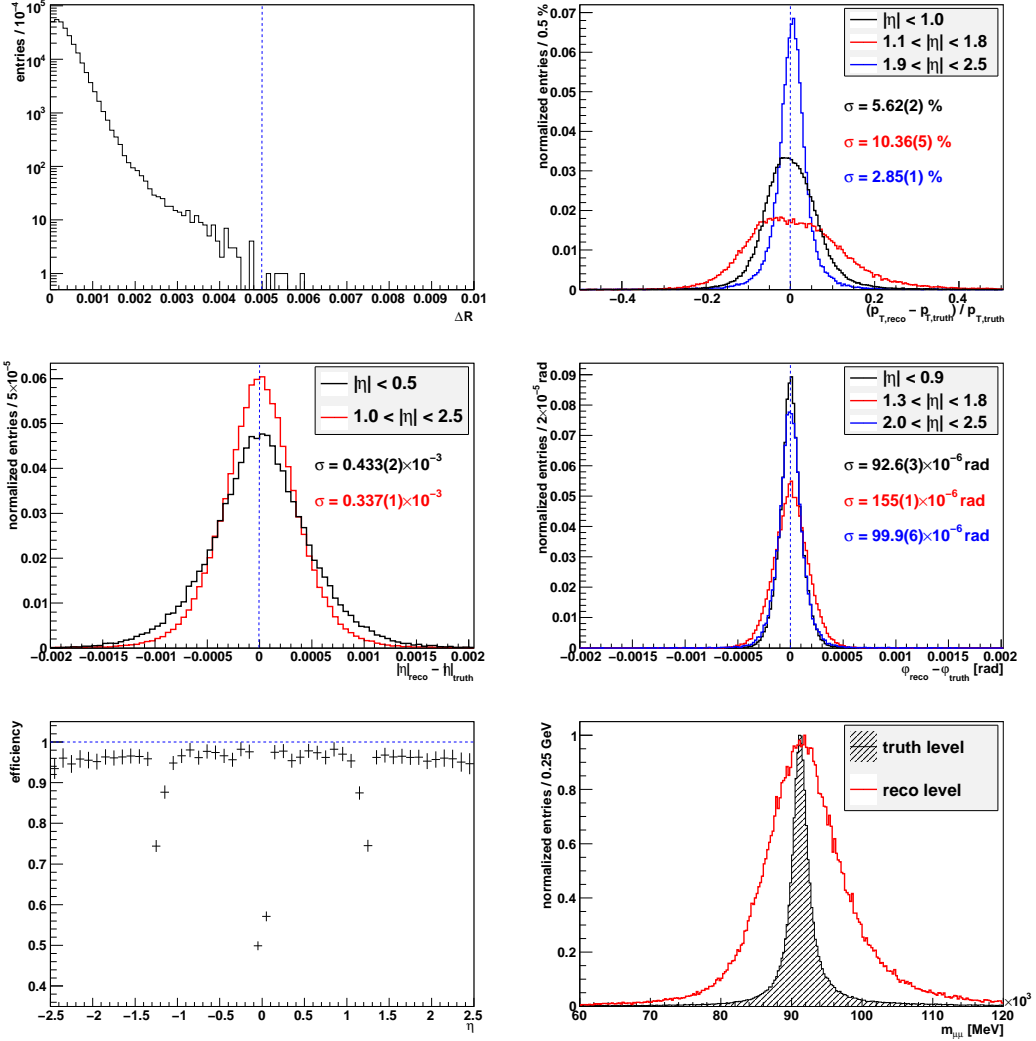 entries / 10⁻⁴
10⁵
10⁴
10³
10²
10
1
0 0.001 0.002 0.003 0.004 0.005 0.006 0.007 0.008 0.009 0.01
ΔR
normalized entries / 0.5 %
0.07
0.06
0.05
0.04
0.03
0.02
0.01
0
|η| < 1.0
1.1 < |η| < 1.8
1.9 < |η| < 2.5
σ = 5.62(2) %
σ = 10.36(5) %
σ = 2.85(1) %
−0.4 −0.2 0 0.2 0.4
(p_T,reco − p_T,truth) / p_T,truth
normalized entries / 5×10⁻⁵
0.06
0.05
0.04
0.03
0.02
0.01
0
|η| < 0.5
1.0 < |η| < 2.5
σ = 0.433(2)×10⁻³
σ = 0.337(1)×10⁻³
−0.002 −0.0015 −0.001 −0.0005 0 0.0005 0.001 0.0015 0.002
|η|_reco − |η|_truth
normalized entries / 2×10⁻⁵ rad
0.09
0.08
0.07
0.06
0.05
0.04
0.03
0.02
0.01
0
|η| < 0.9
1.3 < |η| < 1.8
2.0 < |η| < 2.5
σ = 92.6(3)×10⁻⁶ rad
σ = 155(1)×10⁻⁶ rad
σ = 99.9(6)×10⁻⁶ rad
−0.002 −0.0015 −0.001 −0.0005 0 0.0005 0.001 0.0015 0.002
φ_reco − φ_truth [rad]
efficiency
1
0.9
0.8
0.7
0.6
0.5
0.4
−2.5 −2 −1.5 −1 −0.5 0 0.5 1 1.5 2 2.5
η
normalized entries / 0.25 GeV
1
0.8
0.6
0.4
0.2
0
truth level
reco level
60 70 80 90 100 110 120
×10³
m_μμ [MeV]